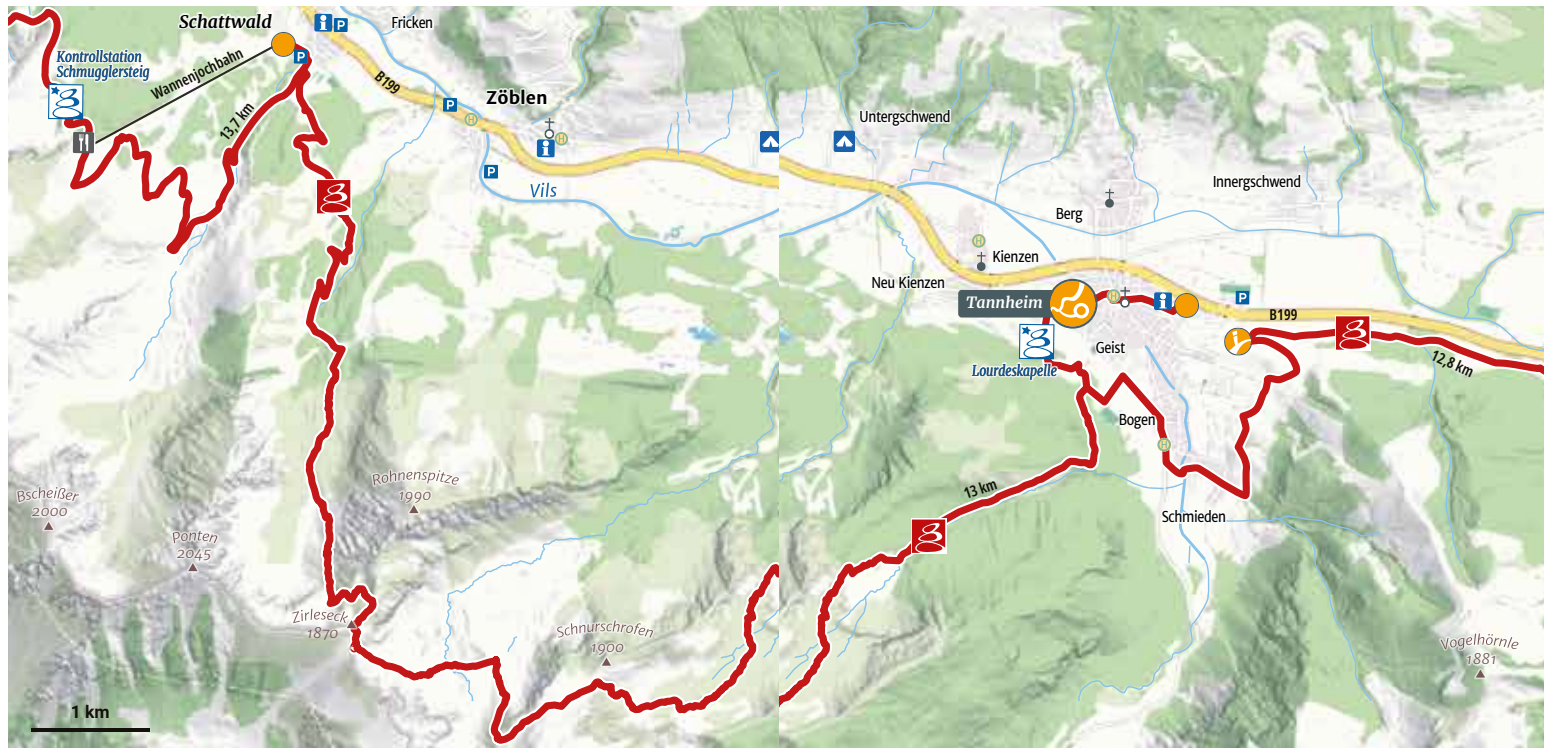 Schattwald
Fricken
Kontrollstation
Schmugglersteig
Wannenjochbahn
13,7 km
B199
Zöblen
Vils
Bscheißer
2000
Ponten
2045
Rohnenspitze
1990
Zirleseck
1870
Schnurschrofen
1900
1 km
Untergschwend
Innergschwend
Berg
Kienzen
Neu Kienzen
Tannheim
B199
Geist
Lourdeskapelle
12,8 km
Bogen
13 km
Schmieden
Vogelhörnle
1881
P
P
P
P
P
i
i
i
H
H
H
H
H